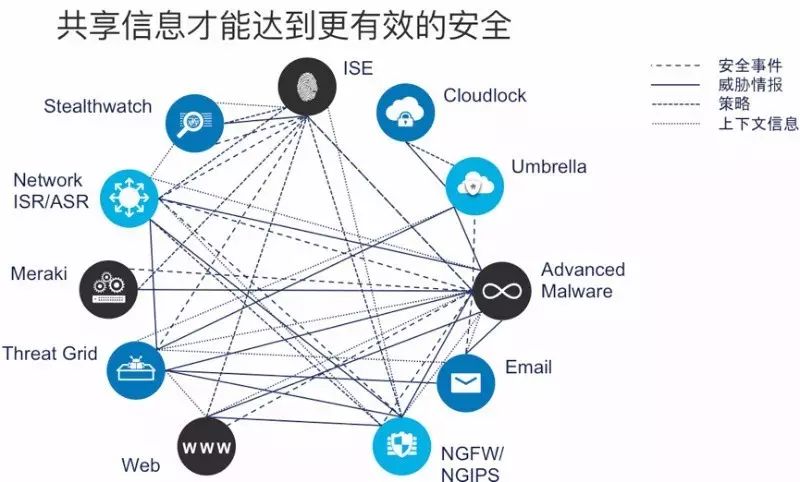 共享信息才能达到更有效的安全
ISE
Cloudlock
Umbrella
Advanced
Malware
Email
NGFW/
NGIPS
WWW
Web
Threat Grid
Meraki
Network
ISR/ASR
Stealthwatch
安全事件
威胁情报
策略
上下文信息